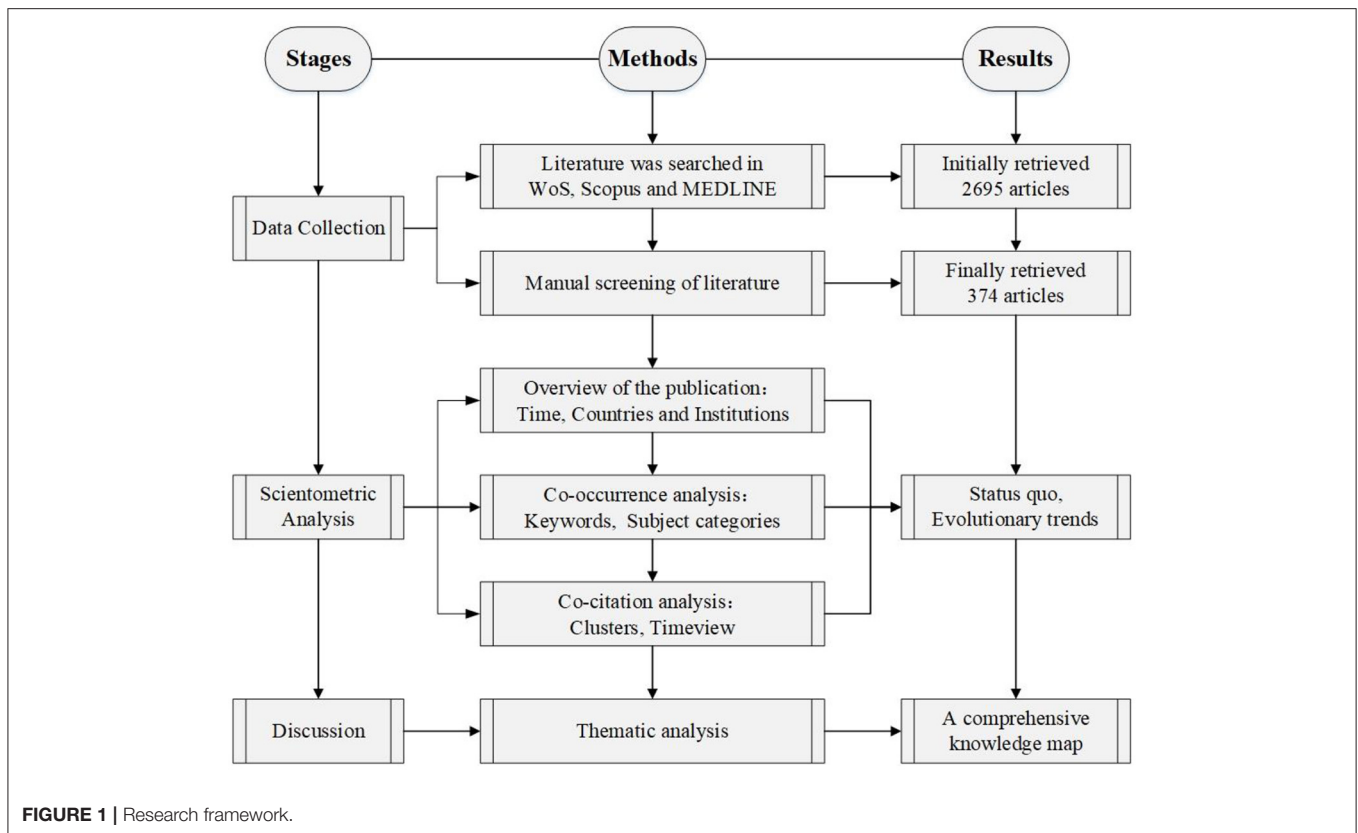 Stages
Methods
Results
Literature was searched in
WoS, Scopus and MEDLINE
Initially retrieved
2695 articles
Data Collection
Manual screening of literature
Finally retrieved
374 articles
Overview of the publication：
Time, Countries and Institutions
Scientometric
Analysis
Co-occurrence analysis：
Keywords, Subject categories
Status quo,
Evolutionary trends
Co-citation analysis：
Clusters, Timeview
Discussion
Thematic analysis
A comprehensive
knowledge map
FIGURE 1 | Research framework.